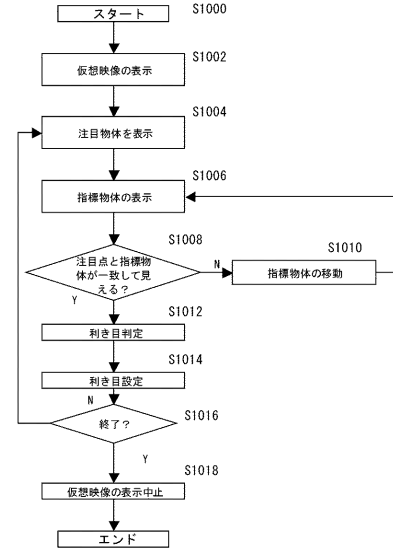 スタート
S1000
S1002
仮想映像の表示
S1004
注目物体を表示
S1006
指標物体の表示
S1008
注目点と指標物
体が一致して見
える？
N
S1010
指標物体の移動
Y
S1012
利き目判定
S1014
利き目設定
N
S1016
終了？
Y
S1018
仮想映像の表示中止
エンド